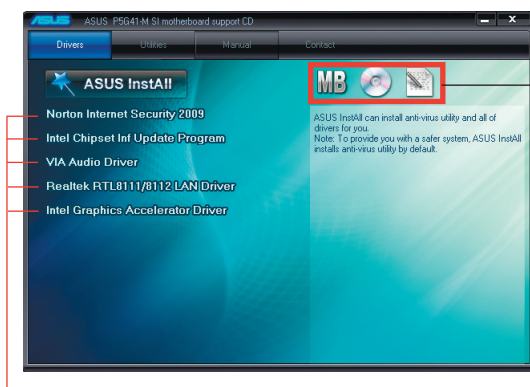 ASUS ASUS P5G41-M SI motherboard support CD
Drivers Utilities Manual Contact
ASUS InstAll
MB
Norton Internet Security 2009
Intel Chipset Inf Update Program
VIA Audio Driver
Realtek RTL8111/8112 LAN Driver
Intel Graphics Accelerator Driver
ASUS InstAll can install anti-virus utility and all of
drivers for you.
Note: To provide you with a safer system, ASUS InstAll
installs anti-virus utility by default.